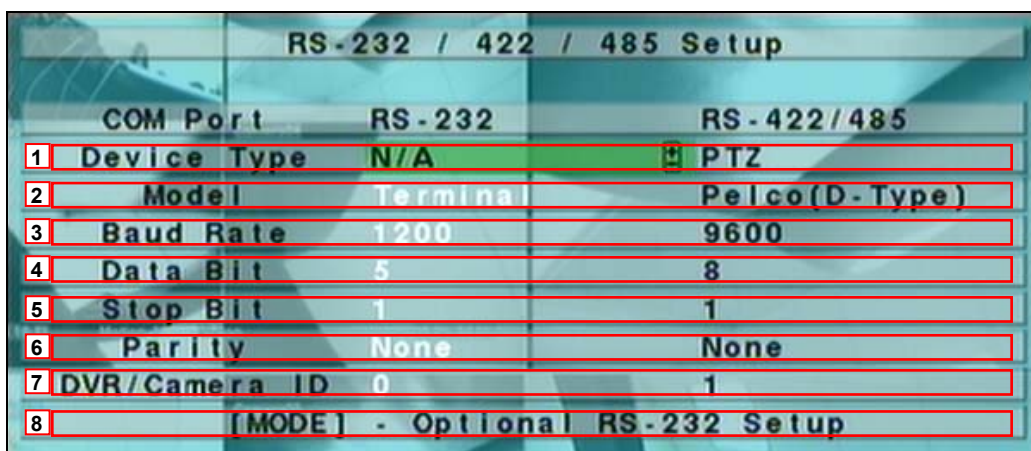 RS-232 / 422 / 485 Setup
COM Port RS-232 RS-422/485
1 Device Type N/A PTZ
2 Model Terminal Pelco(D-Type)
3 Baud Rate 1200 9600
4 Data Bit 5 8
5 Stop Bit 1 1
6 Parity None None
7 DVR/Camera ID 0 1
8 [MODE] - Optional RS-232 Setup